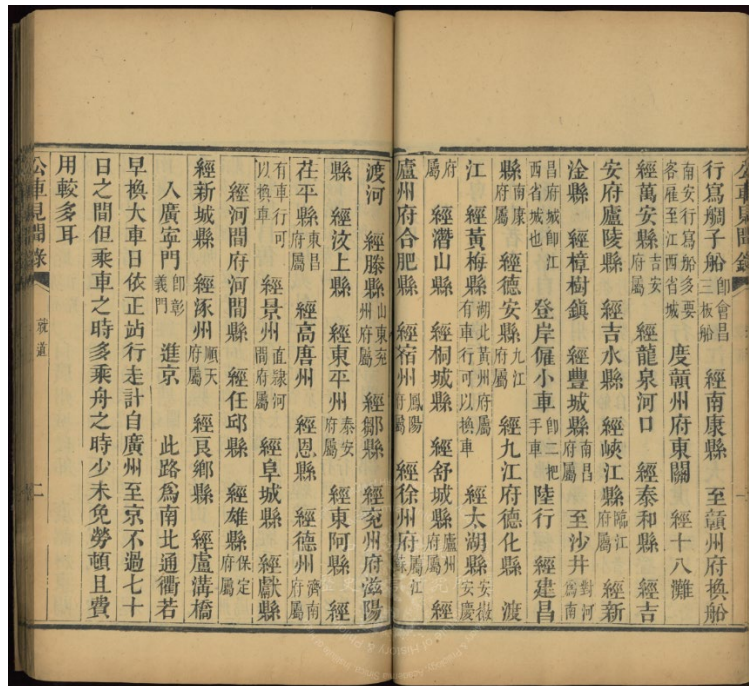 行寫艒子船即會昌三板船 經南康縣 至贛州府換船
南安行寫船多要客雇至江西省城 度贛州府東關 經十八灘
經萬安縣吉安府屬 經龍泉河口 經泰和縣 經吉
安府廬陵縣 經吉水縣 經峽江縣臨江府屬 經新
淦縣 經樟樹鎮 經豐城縣南昌府屬 至沙井對河爲南
昌府城卽江西省城也 登岸僱小車卽二把手車 陸行 經建昌
縣南康府屬 經德安縣九江府屬 經九江府德化縣 渡
江 經黃梅縣湖北黃州府屬有車行可以換車 經太湖縣安徽安慶
府屬 經潛山縣 經桐城縣 經舒城縣廬州府屬 經
廬州府合肥縣 經宿州鳳陽府屬 經徐州府屬江蘇
渡河 經滕縣山東兗州府屬 經鄒縣 經兗州府滋陽
縣 經汶上縣 經東平州泰安府屬 經東阿縣 經
茌平縣東昌府屬 經高唐州 經恩縣 經德州濟南府屬
有車行可以換車 經景州直隸河間府屬 經阜城縣 經獻縣
經河間府河間縣 經任邱縣 經雄縣保定府屬
經新城縣 經涿州順天府屬 經良鄉縣 經盧溝橋
入廣寧門卽彰義門 進京 此路爲南北通衢若
早換大車日依正站行走計自廣州至京不過七十
日之間但乘車之時多乘舟之時少未免勞頓且費
用較多耳
公車見聞錄 就道 二